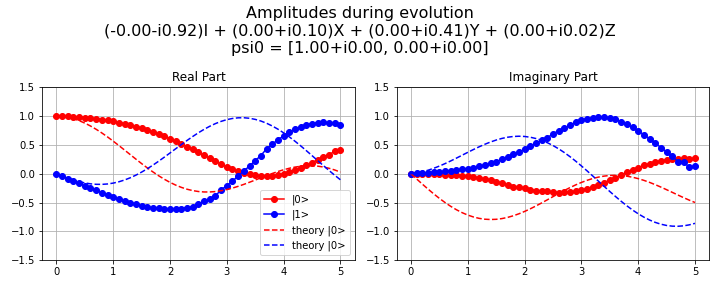 Amplitudes during evolution
(-0.00-i0.92)I + (0.00+i0.10)X + (0.00+i0.41)Y + (0.00+i0.02)Z
psi0 = [1.00+i0.00, 0.00+i0.00]
Real Part
1.5
1.0
0.5
0.0
−0.5
−1.0
−1.5
0 1 2 3 4 5
|0>
|1>
theory |0>
theory |0>
Imaginary Part
1.5
1.0
0.5
0.0
−0.5
−1.0
−1.5
0 1 2 3 4 5